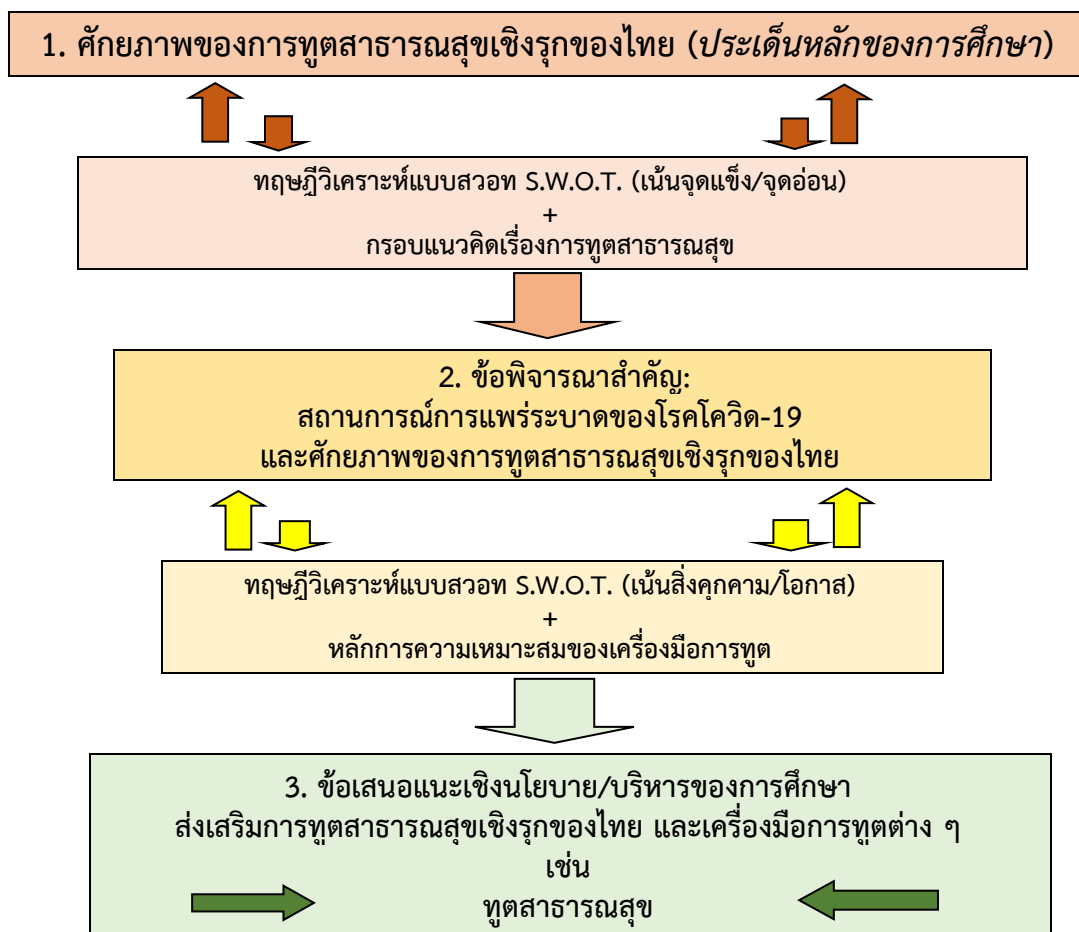 1. ศักยภาพของการทูตสาธารณสุขเชิงรุกของไทย (ประเด็นหลักของการศึกษา)
ทฤษฎีวิเคราะห์แบบสวอท S.W.O.T. (เน้นจุดแข็ง/จุดอ่อน)
+
กรอบแนวคิดเรื่องการทูตสาธารณสุข
2. ข้อพิจารณาสำคัญ:
สถานการณ์การแพร่ระบาดของโรคโควิด-19
และศักยภาพของการทูตสาธารณสุขเชิงรุกของไทย
ทฤษฎีวิเคราะห์แบบสวอท S.W.O.T. (เน้นสิ่งคุกคาม/โอกาส)
+
หลักการความเหมาะสมของเครื่องมือการทูต
3. ข้อเสนอแนะเชิงนโยบาย/บริหารของการศึกษา
ส่งเสริมการทูตสาธารณสุขเชิงรุกของไทย และเครื่องมือการทูตต่าง ๆ
เช่น
ทูตสาธารณสุข